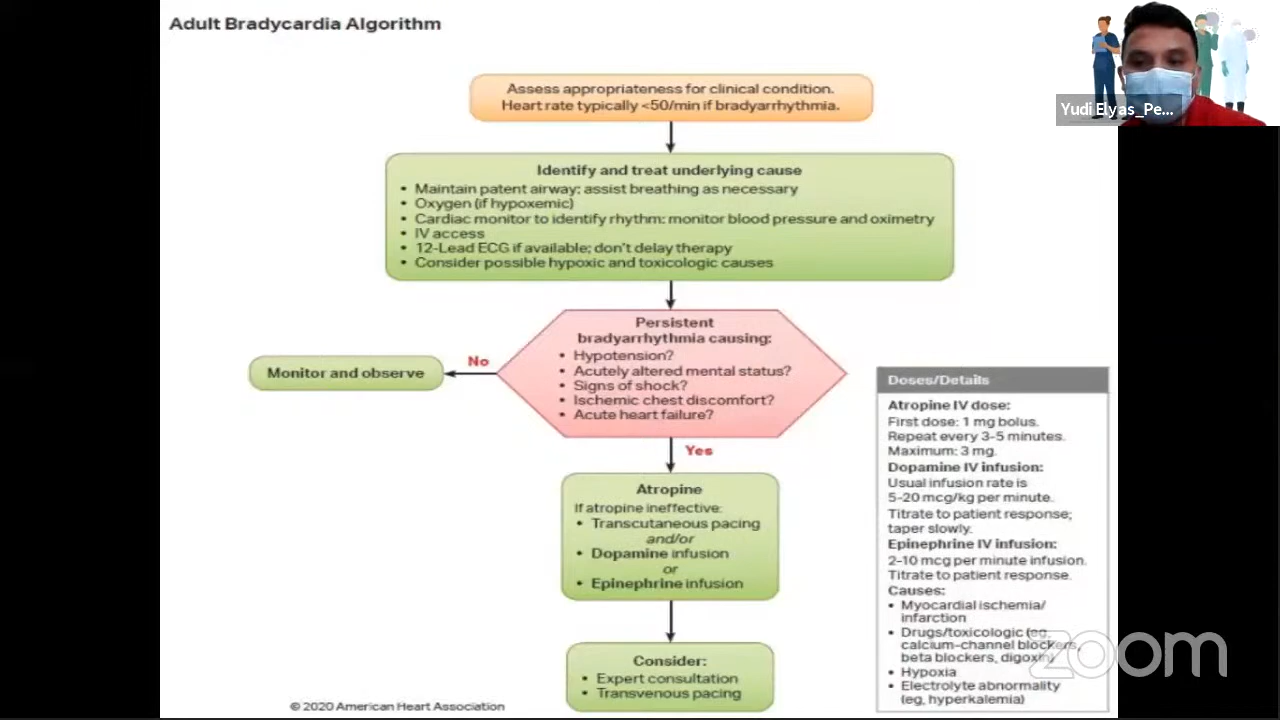 Adult Bradycardia Algorithm
Yudi Elyas_Pe...
Assess appropriateness for clinical condition.
Heart rate typically <50/min if bradyarrhythmia.
Identify and treat underlying cause
• Maintain patent airway; assist breathing as necessary
• Oxygen (if hypoxemic)
• Cardiac monitor to identify rhythm; monitor blood pressure and oximetry
• IV access
• 12-Lead ECG if available; don't delay therapy
• Consider possible hypoxic and toxicologic causes
Persistent
bradyarrhythmia causing:
• Hypotension?
• Acutely altered mental status?
• Signs of shock?
• Ischemic chest discomfort?
• Acute heart failure?
No
Monitor and observe
Yes
Atropine
If atropine ineffective:
• Transcutaneous pacing
and/or
• Dopamine infusion
or
• Epinephrine infusion
Consider:
• Expert consultation
• Transvenous pacing
Doses/Details
Atropine IV dose:
First dose: 1 mg bolus.
Repeat every 3-5 minutes.
Maximum: 3 mg.
Dopamine IV infusion:
Usual infusion rate is
5-20 mcg/kg per minute.
Titrate to patient response;
taper slowly.
Epinephrine IV infusion:
2-10 mcg per minute infusion.
Titrate to patient response.
Causes:
• Myocardial ischemia/
infarction
• Drugs/toxicologic (eg,
calcium-channel blockers,
beta blockers, digoxin)
• Hypoxia
• Electrolyte abnormality
(eg, hyperkalemia)
zoom
© 2020 American Heart Association